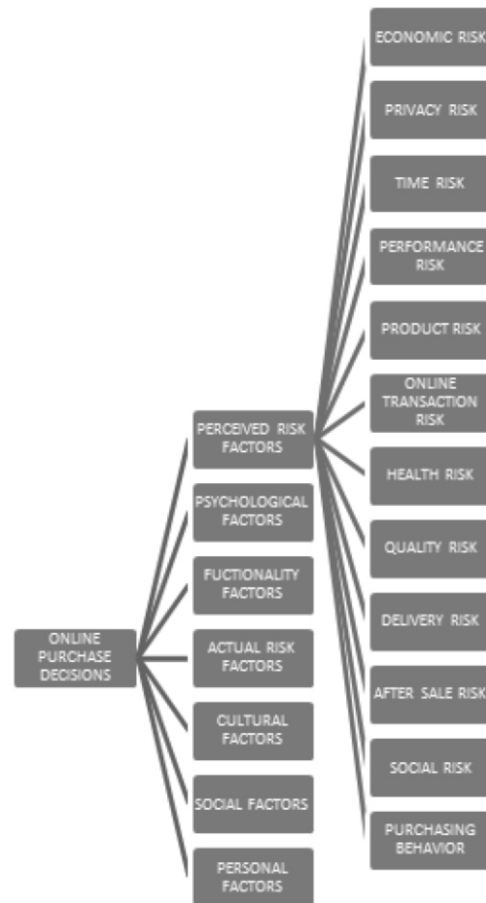 ONLINE
PURCHASE
DECISIONS
PERCEIVED RISK
FACTORS
PSYCHOLOGICAL
FACTORS
FUCTIONALITY
FACTORS
ACTUAL RISK
FACTORS
CULTURAL
FACTORS
SOCIAL FACTORS
PERSONAL
FACTORS
ECONOMIC RISK
PRIVACY RISK
TIME RISK
PERFORMANCE
RISK
PRODUCT RISK
ONLINE
TRANSACTION
RISK
HEALTH RISK
QUALITY RISK
DELIVERY RISK
AFTER SALE RISK
SOCIAL RISK
PURCHASING
BEHAVIOR